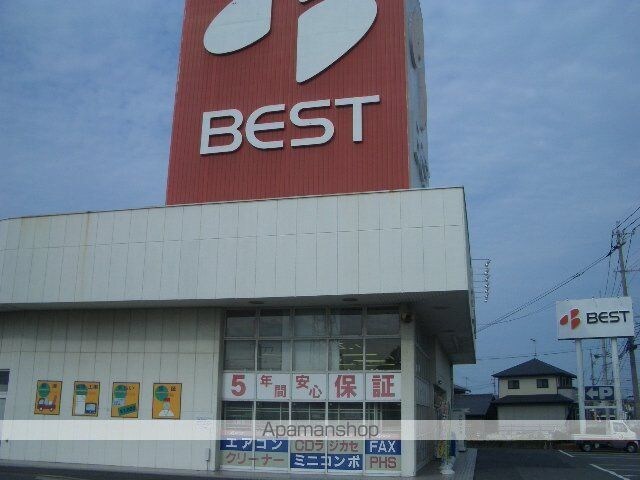 BEST
BEST
P
5年間安心保証
エアコン CDラジカセ FAX
クリーナー ミニコンポ PHS
Apamanshop